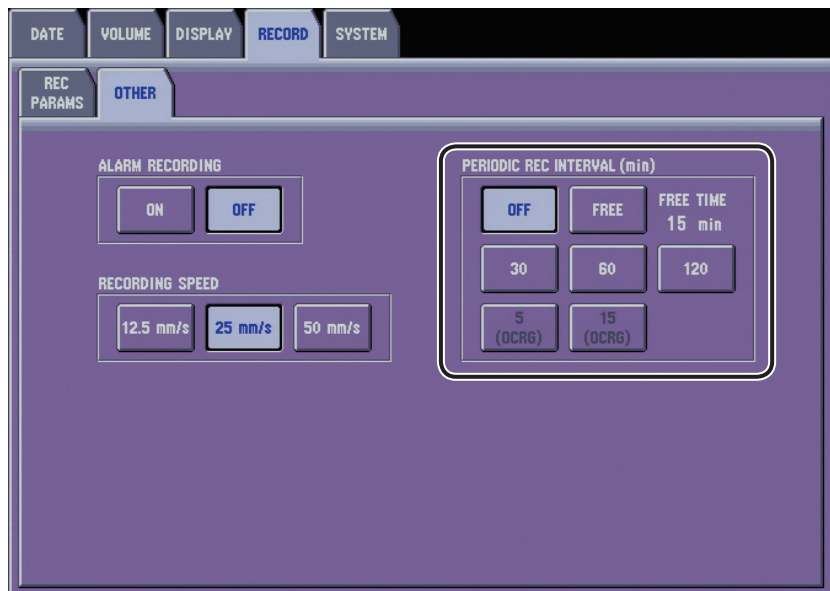 DATE VOLUME DISPLAY RECORD SYSTEM
REC PARAMS
OTHER
ALARM RECORDING
ON OFF
RECORDING SPEED
12.5 mm/s 25 mm/s 50 mm/s
PERIODIC REC INTERVAL (min)
OFF FREE FREE TIME
15 min
30 60 120
5 (OCRG) 15 (OCRG)